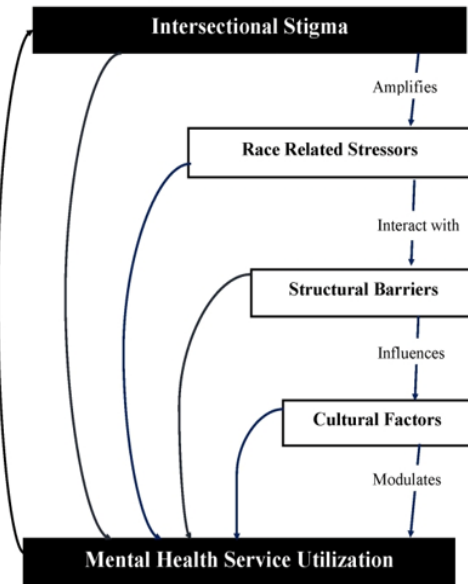 Intersectional Stigma
Amplifies
Race Related Stressors
Interact with
Structural Barriers
Influences
Cultural Factors
Modulates
Mental Health Service Utilization